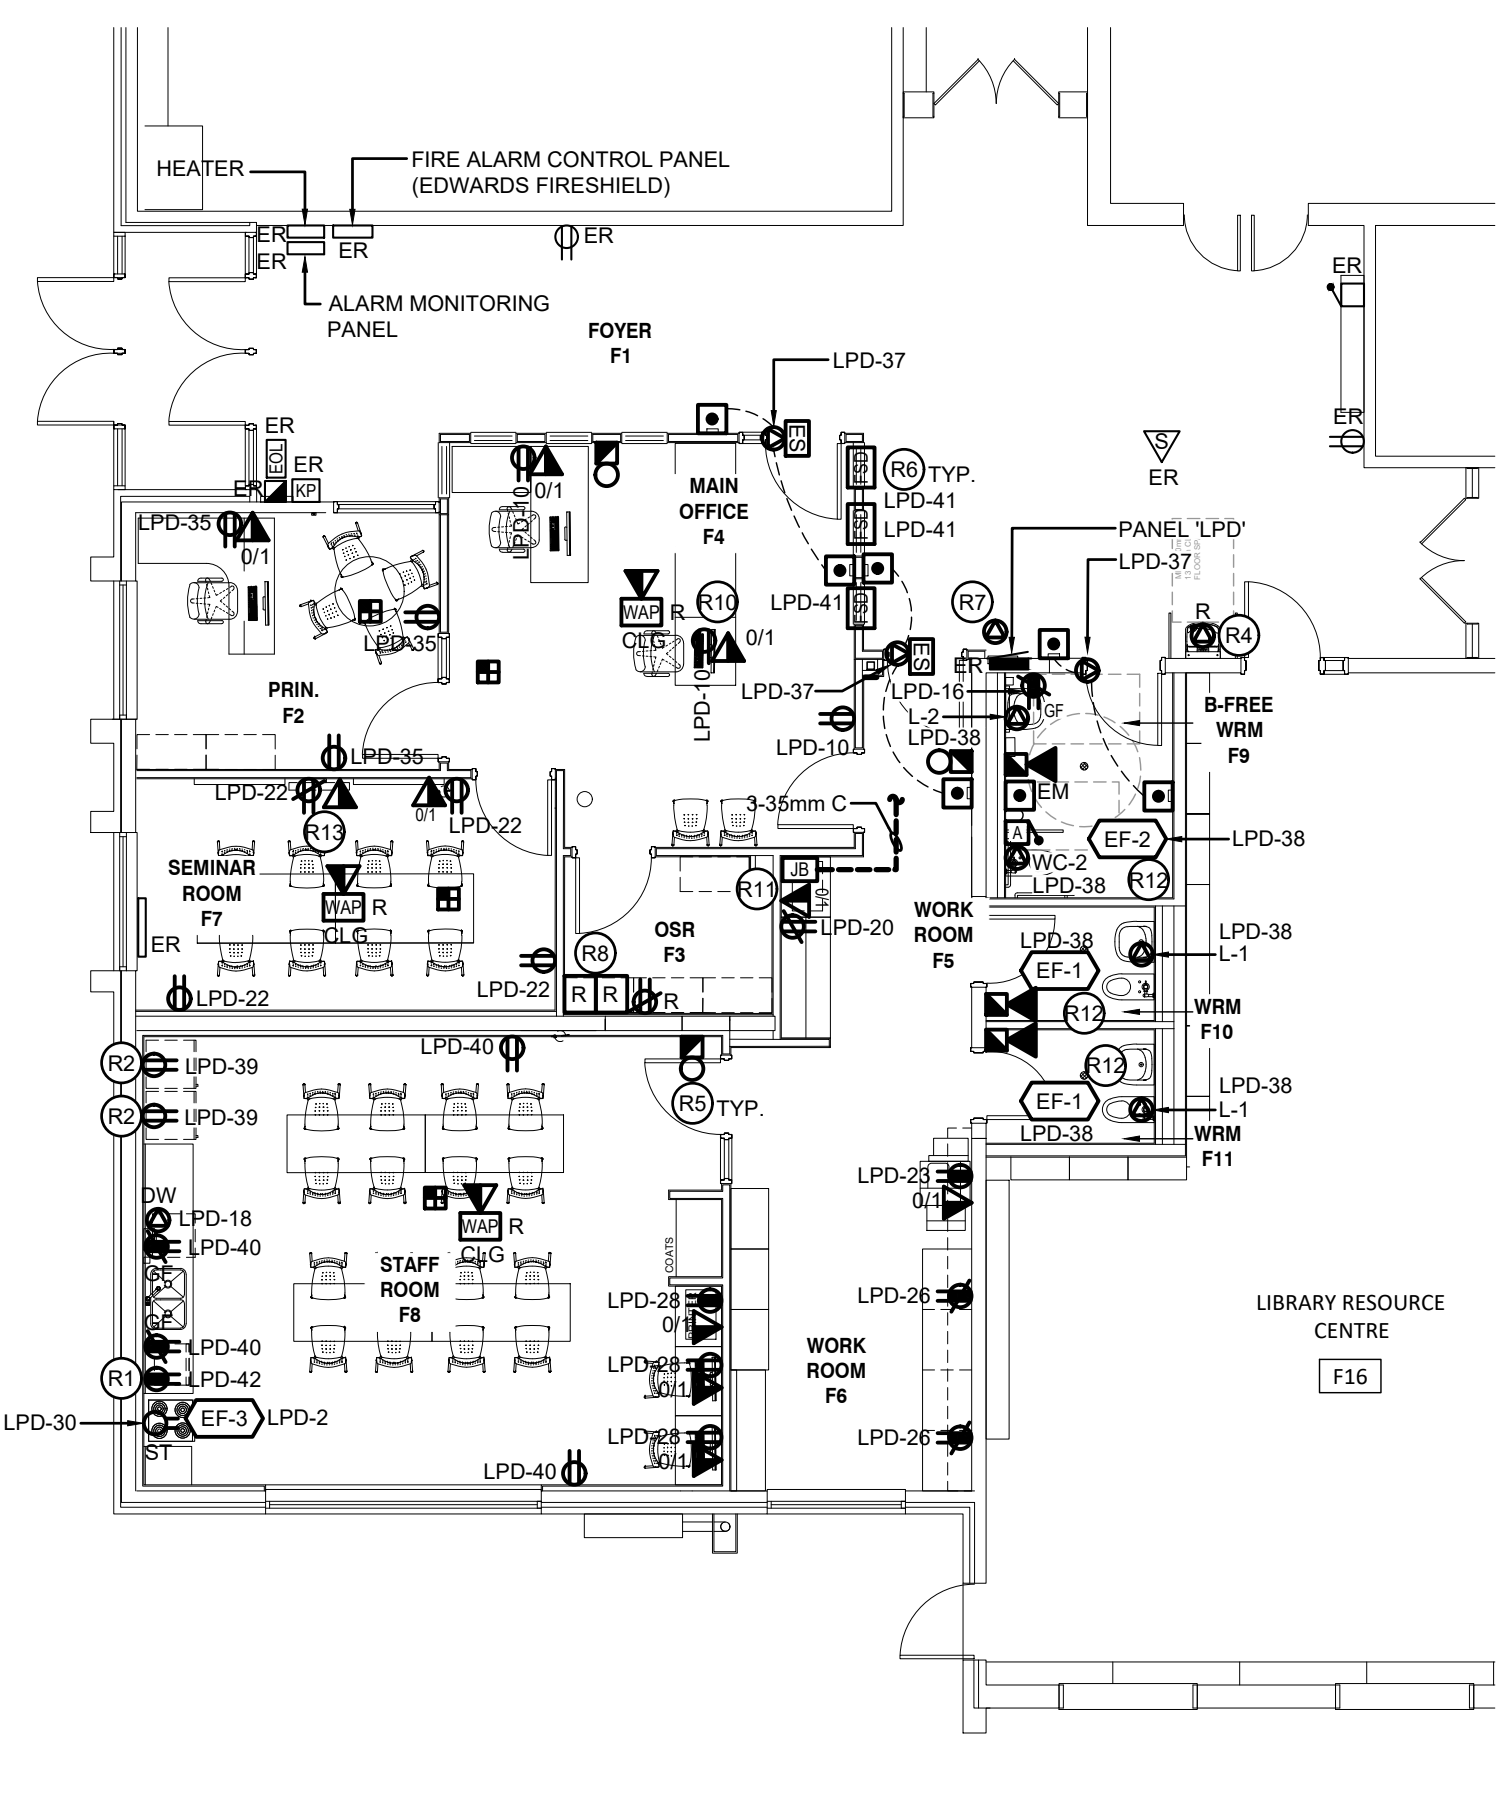 HEATER
FIRE ALARM CONTROL PANEL
(EDWARDS FIRESHIELD)
ER
ER
ER
ER
ALARM MONITORING
PANEL
FOYER
F1
ER
ER
LPD-37
ER
EOL
ER
ER
KP
S
ER
ES
FSD
R6 TYP.
LPD-41
FSD
LPD-41
LPD-41
FSD
MAIN
OFFICE
F4
0/1
LPD-10
LPD-35
0/1
LPD-35
PRIN.
F2
LPD-35
WAP R
CLG
R10
0/1
LPD-10
PANEL 'LPD'
LPD-37
FLOOR SP
R7
R
R4
ES
ER
LPD-37
LPD-16
GF
L-2
LPD-38
LPD-10
B-FREE
WRM
F9
EM
A
EF-2
LPD-38
WC-2
LPD-38
R12
3-35mm C
JB
0/1
LPD-20
R11
LPD-22
R13
0/1
LPD-22
SEMINAR
ROOM
F7
WAP R
CLG
ER
LPD-22
LPD-22
OSR
F3
R8
R R
R
WORK
ROOM
F5
LPD-38
EF-1
R12
LPD-38
L-1
WRM
F10
R12
EF-1
LPD-38
LPD-38
L-1
WRM
F11
R2
LPD-39
R2
LPD-39
LPD-40
R5 TYP.
DW
LPD-18
LPD-40
GF
GF
LPD-40
R1
LPD-42
LPD-30
EF-3
LPD-2
ST
WAP R
CLG
STAFF
ROOM
F8
COATS
LPD-28
0/1
PRINTER
LPD-28
0/1
LPD-28
0/1
LPD-40
LPD-23
0/1
LPD-26
LPD-26
WORK
ROOM
F6
LIBRARY RESOURCE
CENTRE
F16